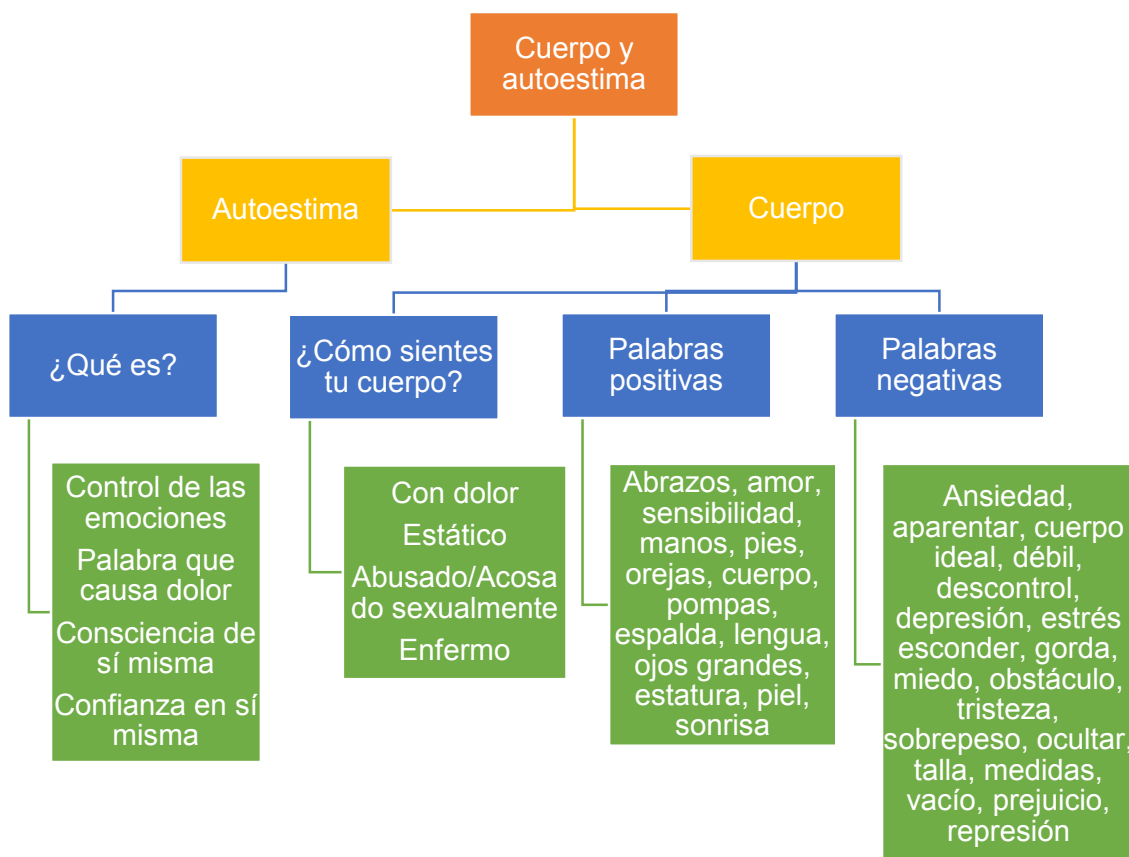 Cuerpo y
autoestima
Autoestima
Cuerpo
¿Qué es?
¿Cómo sientes
tu cuerpo?
Palabras
positivas
Palabras
negativas
Control de las
emociones
Palabra que
causa dolor
Consciencia de
sí misma
Confianza en sí
misma
Con dolor
Estático
Abusado/Acosa
do sexualmente
Enfermo
Abrazos, amor,
sensibilidad,
manos, pies,
orejas, cuerpo,
pompas,
espalda, lengua,
ojos grandes,
estatura, piel,
sonrisa
Ansiedad,
aparentar, cuerpo
ideal, débil,
descontrol,
depresión, estrés
esconder, gorda,
miedo, obstáculo,
tristeza,
sobrepeso, ocultar,
talla, medidas,
vacío, prejuicio,
represión